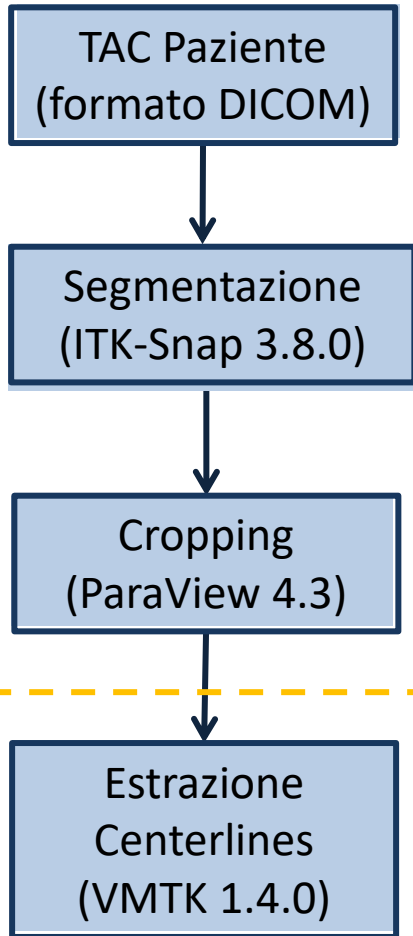 TAC Paziente
(formato DICOM)
Segmentazione
(ITK-Snap 3.8.0)
Cropping
(ParaView 4.3)
Estrazione
Centerlines
(VMTK 1.4.0)